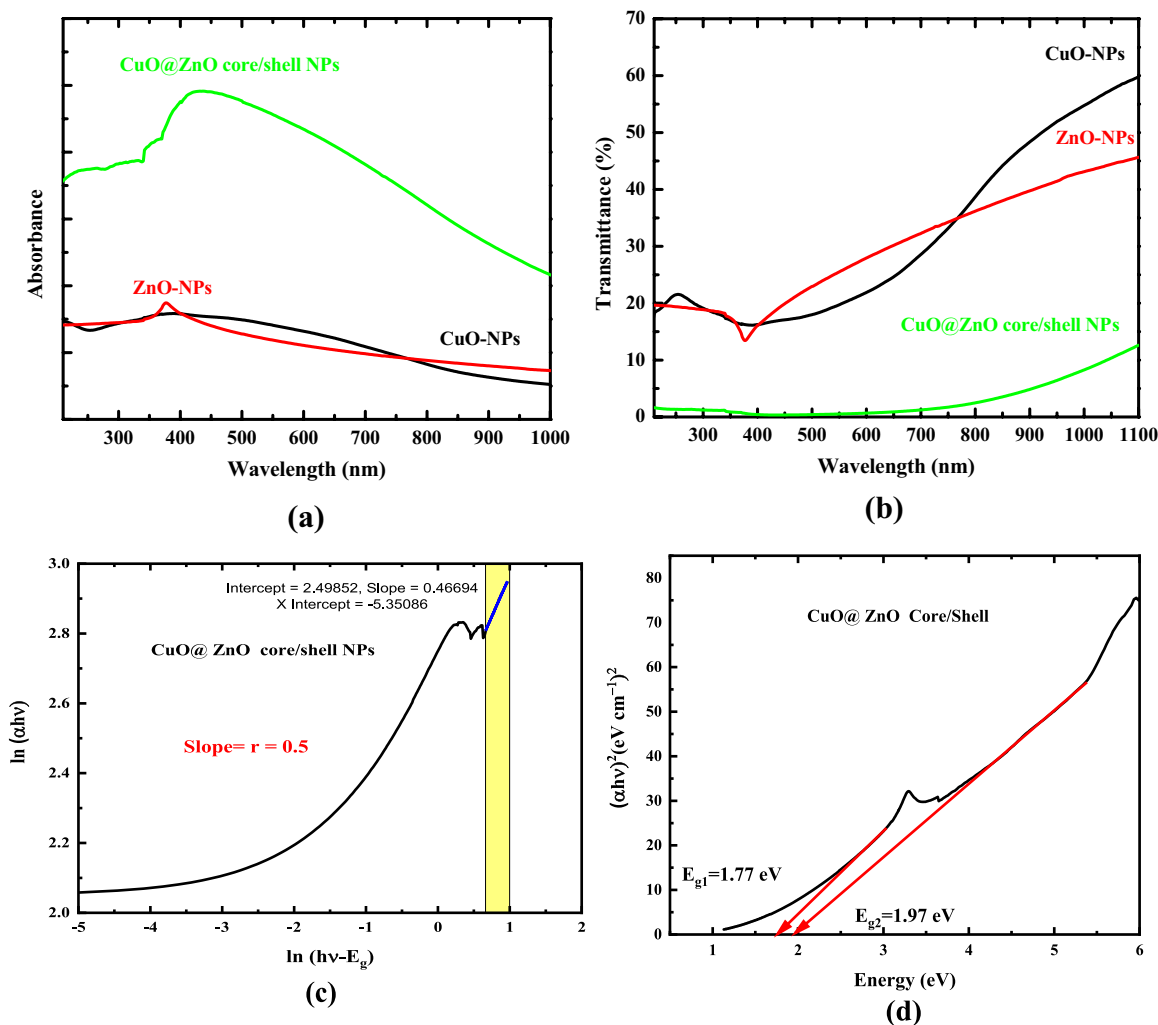 CuO@ZnO core/shell NPs
ZnO-NPs
CuO-NPs
Absorbance
300 400 500 600 700 800 900 1000
Wavelength (nm)
(a)
70
60
50
40
30
20
10
0
CuO-NPs
ZnO-NPs
CuO@ZnO core/shell NPs
Transmittance (%)
300 400 500 600 700 800 900 1000 1100
Wavelength (nm)
(b)
3.0
2.8
2.6
2.4
2.2
2.0
Intercept = 2.49852, Slope = 0.46694
X Intercept = -5.35086
CuO@ ZnO core/shell NPs
Slope= r = 0.5
ln (αhν)
-5 -4 -3 -2 -1 0 1 2
ln (hν-Eg)
(c)
80
70
60
50
40
30
20
10
0
CuO@ ZnO Core/Shell
Eg1=1.77 eV
Eg2=1.97 eV
(αhν)²(eV cm⁻¹)²
1 2 3 4 5 6
Energy (eV)
(d)